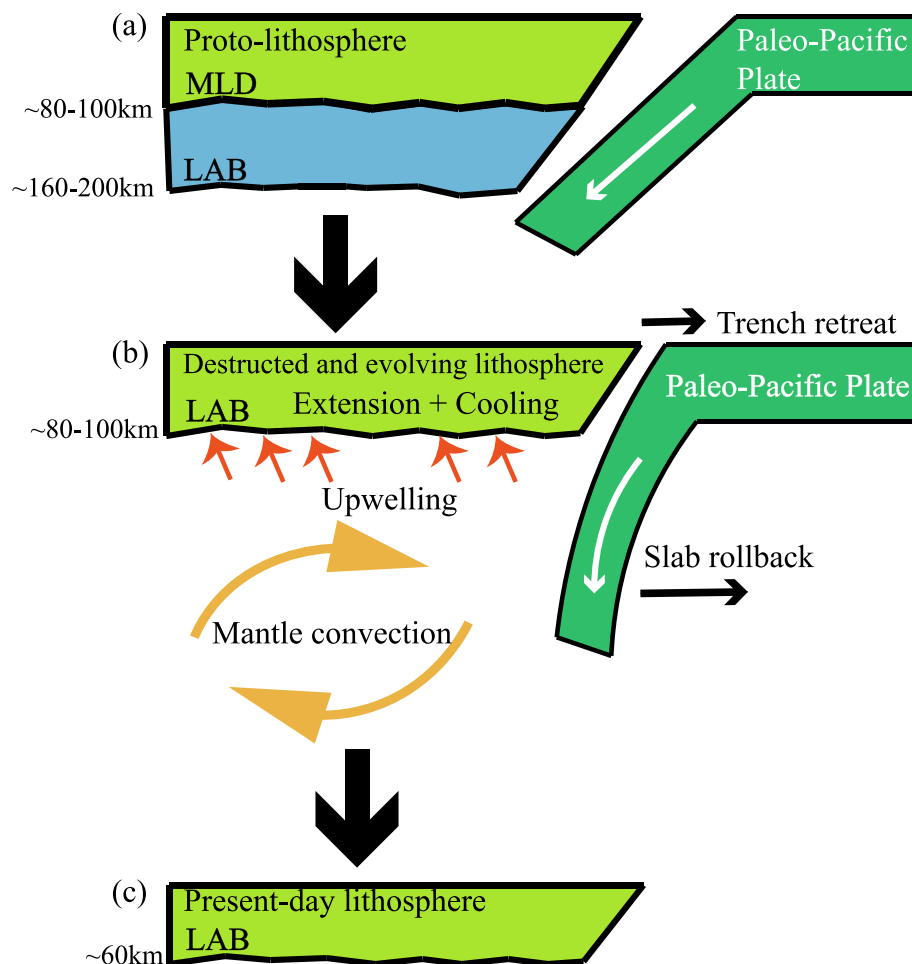 (a)
Proto-lithosphere
MLD
Paleo-Pacific
Plate
~80-100km
LAB
~160-200km
Trench retreat
(b)
Destructed and evolving lithosphere
Paleo-Pacific Plate
LAB
Extension + Cooling
~80-100km
Upwelling
Slab rollback
Mantle convection
(c)
Present-day lithosphere
LAB
~60km